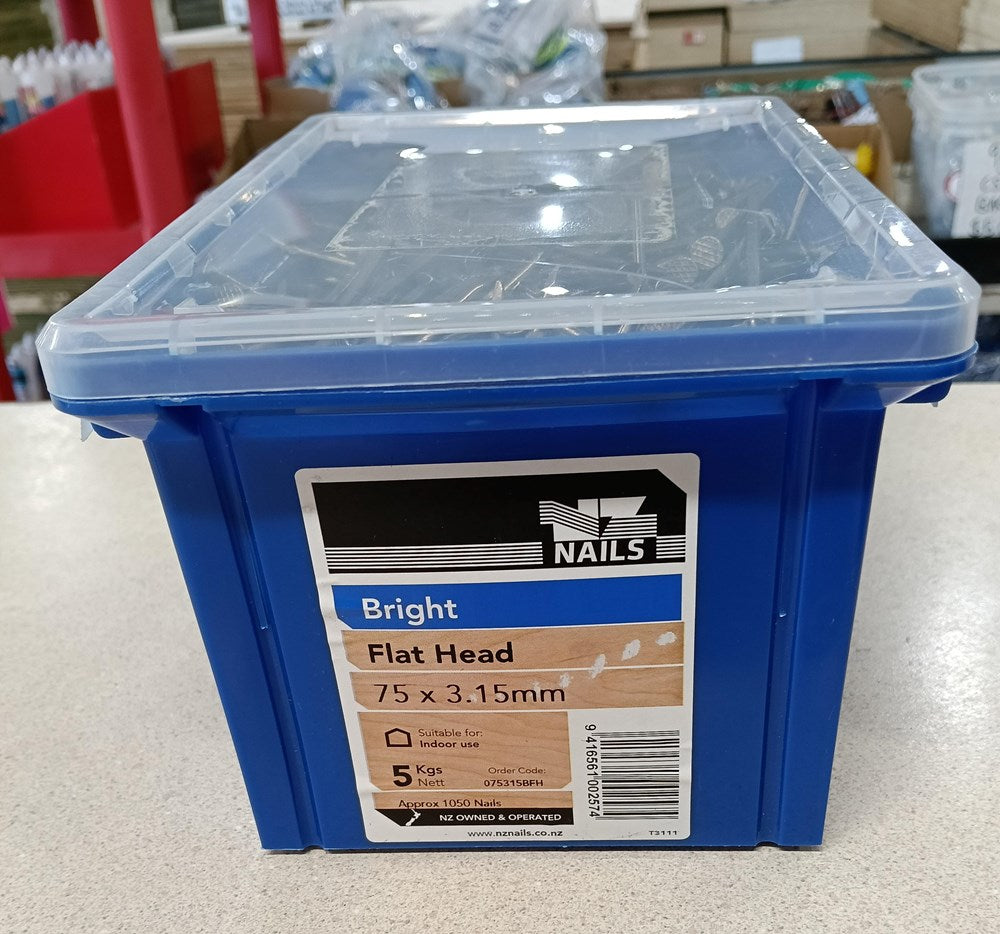 NZ
NAILS
Bright
Flat Head
75 x 3.15mm
Suitable for:
Indoor use
5 Kgs
Nett
Order Code:
075315BFH
Approx 1050 Nails
NZ OWNED & OPERATED
www.nznails.co.nz
T3111
9 416561 002574